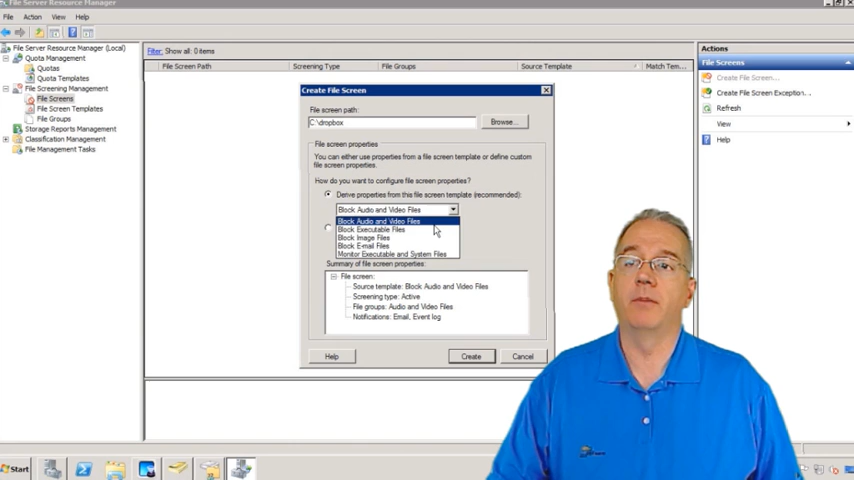 File Server Resource Manager
File Action View Help
File Server Resource Manager (Local)
Quota Management
Quotas
Quota Templates
File Screening Management
File Screens
File Screen Templates
File Groups
Storage Reports Management
Classification Management
File Management Tasks
Filter: Show all: 0 items
File Screen Path Screening Type File Groups Source Template Match Tem...
Create File Screen
File screen path:
C:\dropbox
Browse...
File screen properties
You can either use properties from a file screen template or define custom
file screen properties.
How do you want to configure file screen properties?
Derive properties from this file screen template (recommended):
Block Audio and Video Files
Block Audio and Video Files
Block Executable Files
Block Image Files
Block E-mail Files
Monitor Executable and System Files
Summary of file screen properties:
File screen:
Source template: Block Audio and Video Files
Screening type: Active
File groups: Audio and Video Files
Notifications: Email, Event log
Help Create Cancel
Actions
File Screens
Create File Screen...
Create File Screen Exception...
Refresh
View
Help
Start